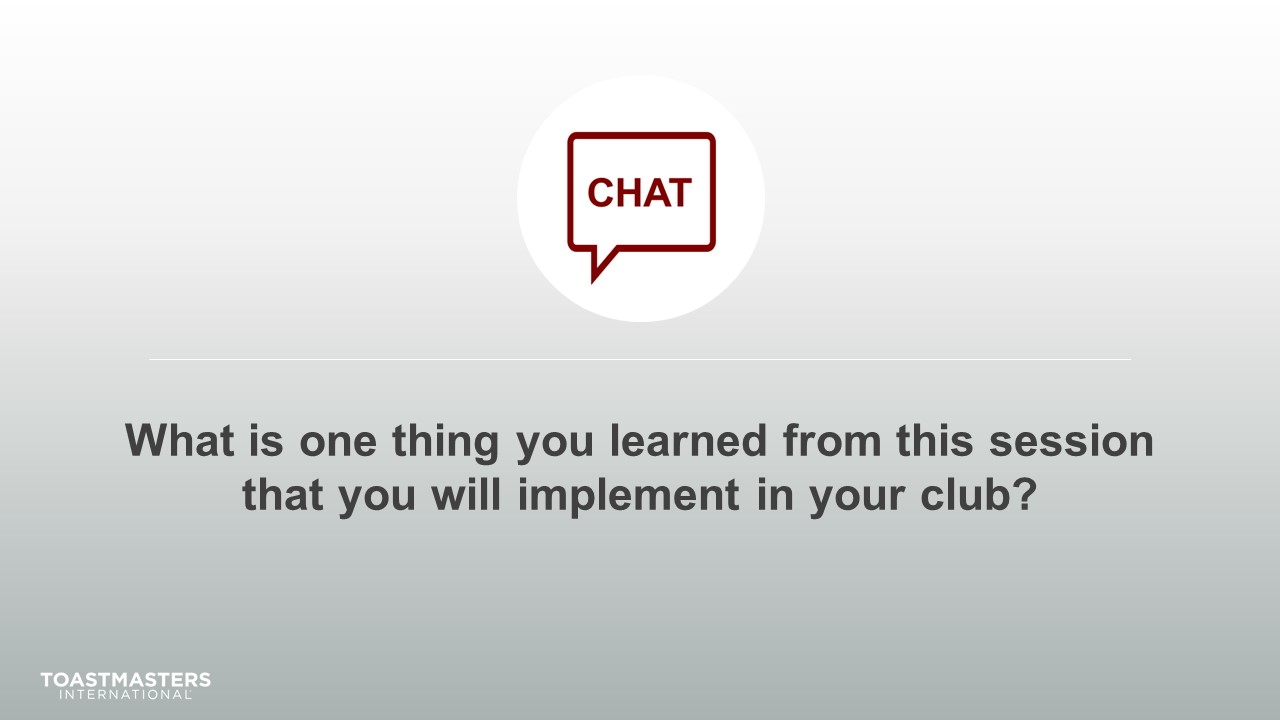 CHAT
What is one thing you learned from this session
that you will implement in your club?
TOASTMASTERS
INTERNATIONAL